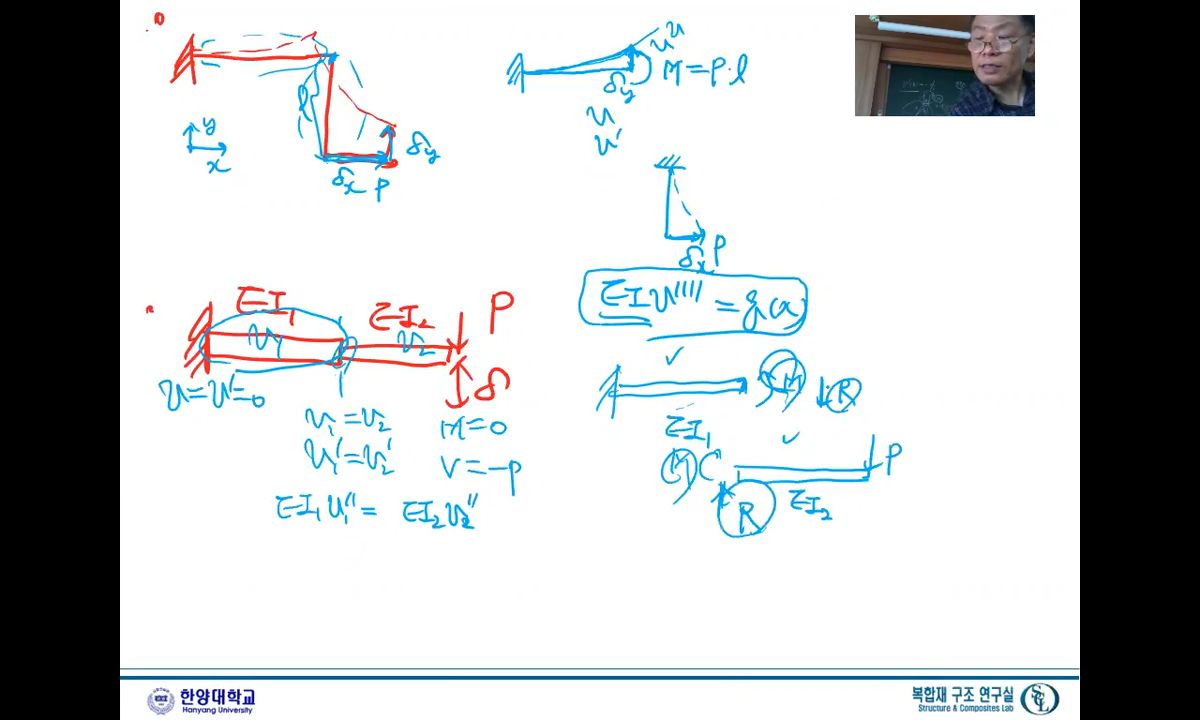 ①
y
x
l
δy
δx P
δy
M = P·l
v
v'
δx P
EIv'''' = q(x)
EI₁
EI₂
P
v₁
v₂
δ
v = v' = 0
v₁ = v₂
v₁' = v₂'
EI₁v₁'' = EI₂v₂''
M = 0
V = -P
M
R
EI₁
M
P
R
EI₂
한양대학교
Hanyang University
복합재 구조 연구실
Structure & Composites Lab